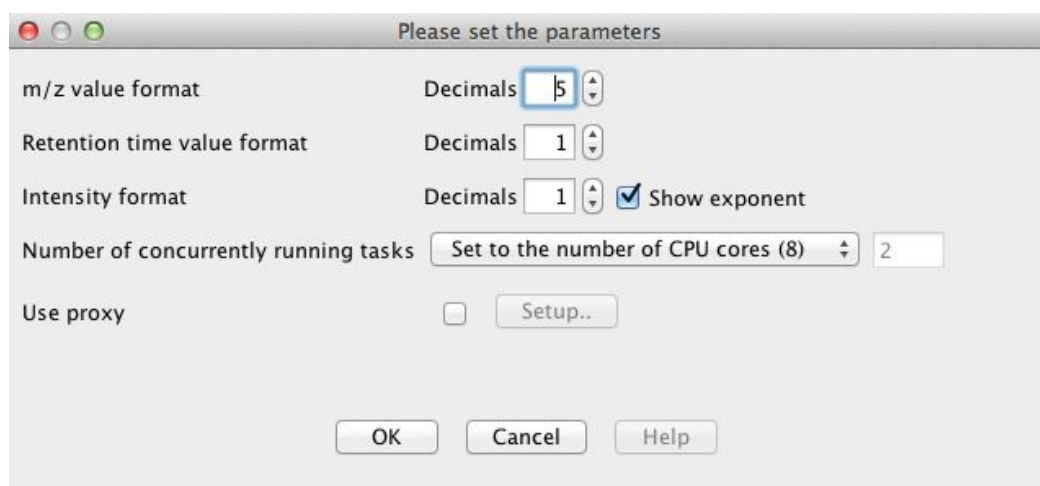 Please set the parameters
m/z value format Decimals 5
Retention time value format Decimals 1
Intensity format Decimals 1 Show exponent
Number of concurrently running tasks Set to the number of CPU cores (8) 2
Use proxy Setup..
OK Cancel Help